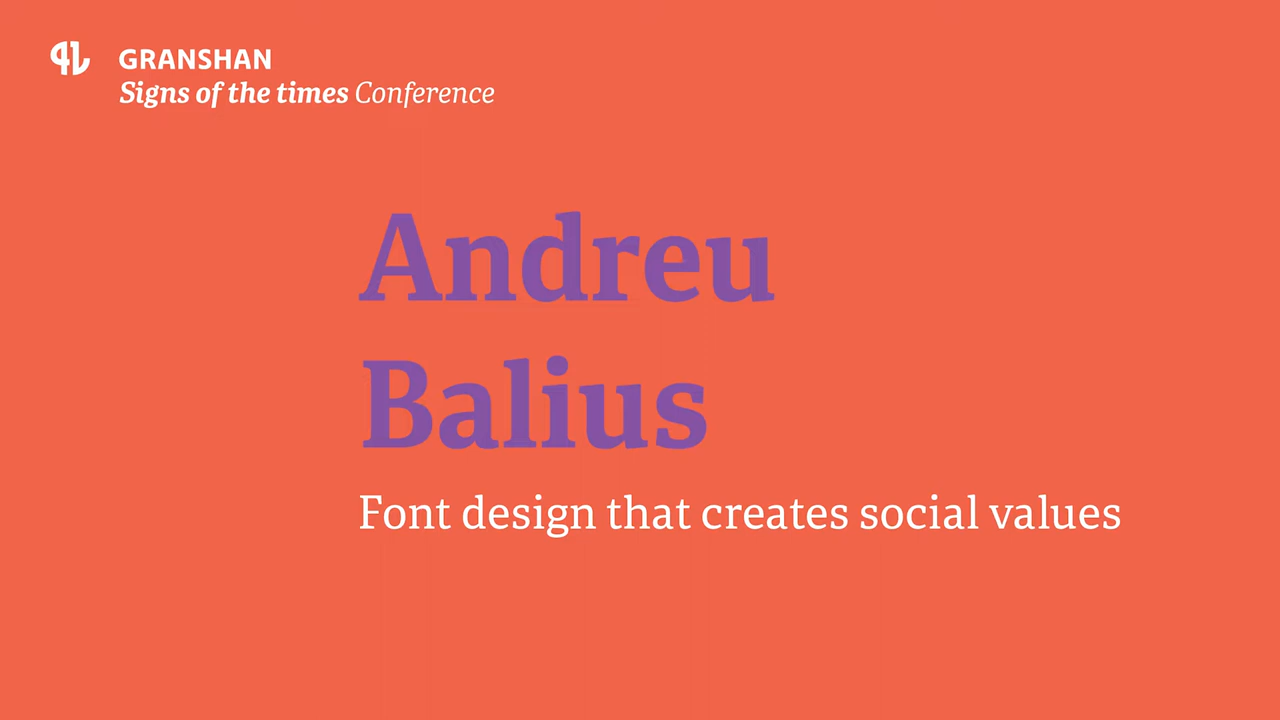 GRANSHAN
Signs of the times Conference
Andreu
Balius
Font design that creates social values